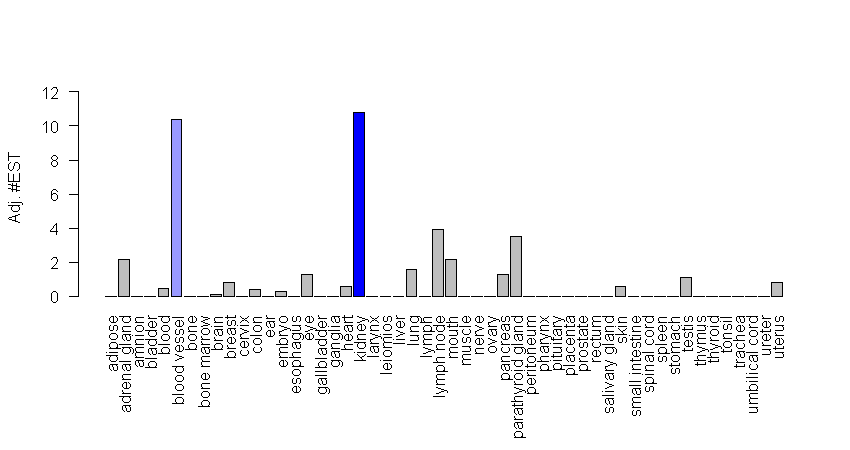 Adj. #EST
12
10
8
6
4
2
0
adipose
adrenal gland
amnion
bladder
blood
blood vessel
bone
bone marrow
brain
breast
cervix
colon
ear
embryo
esophagus
eye
gallbladder
ganglia
heart
kidney
larynx
leiomios
liver
lung
lymph
lymph node
mouth
muscle
nerve
ovary
pancreas
parathyroid gland
peritoneum
pharynx
pituitary
placenta
prostate
rectum
salivary gland
skin
small intestine
spinal cord
spleen
stomach
testis
thymus
thyroid
tonsil
trachea
umbilical cord
ureter
uterus